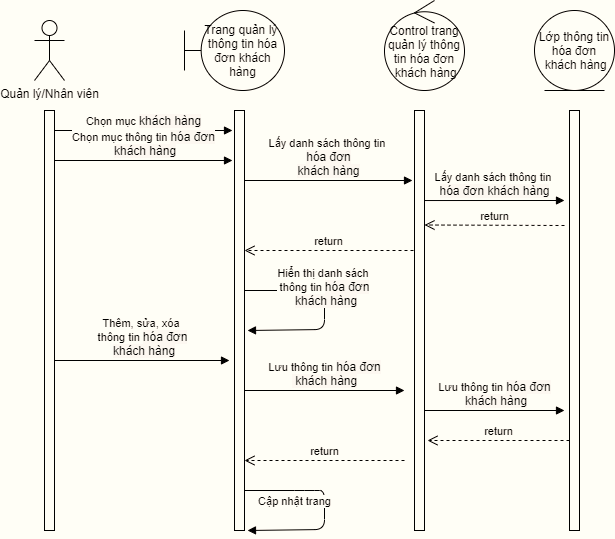 Quản lý/Nhân viên
Trang quản lý
thông tin hóa
đơn khách
hàng
Control trang
quản lý thông
tin hóa đơn
khách hàng
Lớp thông tin
hóa đơn
khách hàng
Chọn mục khách hàng
Chọn mục thông tin hóa đơn
khách hàng
Lấy danh sách thông tin
hóa đơn
khách hàng
Lấy danh sách thông tin
hóa đơn khách hàng
return
return
Hiển thị danh sách
thông tin hóa đơn
khách hàng
Thêm, sửa, xóa
thông tin hóa đơn
khách hàng
Lưu thông tin hóa đơn
khách hàng
Lưu thông tin hóa đơn
khách hàng
return
return
Cập nhật trang